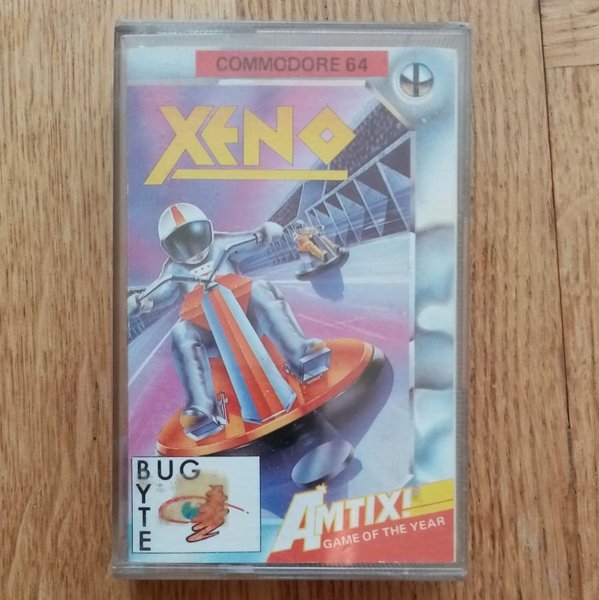 COMMODORE 64
XENO
BUG
BYTE
AMTIX!
GAME OF THE YEAR